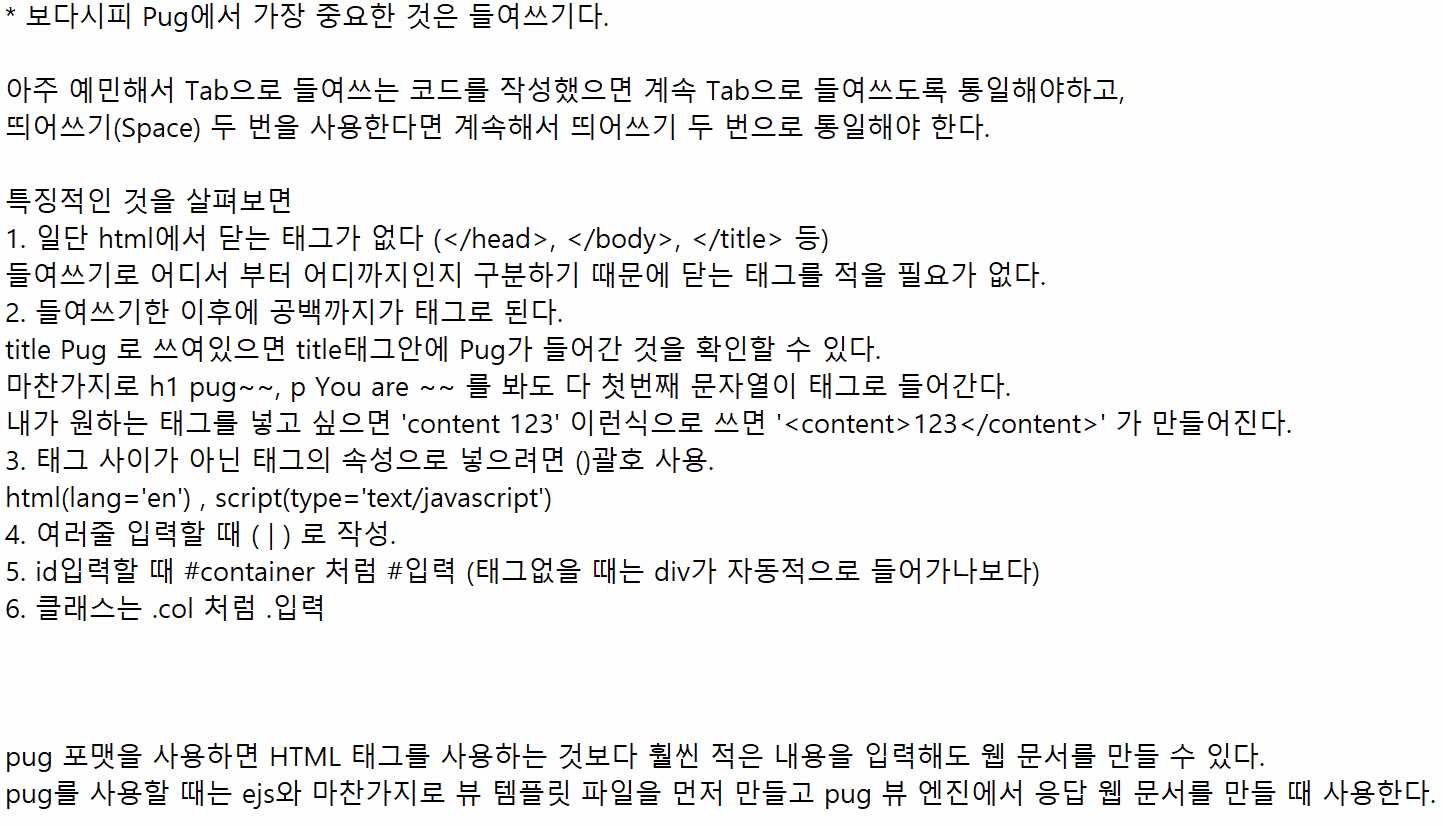 * 보다시피 Pug에서 가장 중요한 것은 들여쓰기다.
아주 예민해서 Tab으로 들여쓰는 코드를 작성했으면 계속 Tab으로 들여쓰도록 통일해야하고,
띄어쓰기(Space) 두 번을 사용한다면 계속해서 띄어쓰기 두 번으로 통일해야 한다.
특징적인 것을 살펴보면
1. 일단 html에서 닫는 태그가 없다 (</head>, </body>, </title> 등)
들여쓰기로 어디서 부터 어디까지인지 구분하기 때문에 닫는 태그를 적을 필요가 없다.
2. 들여쓰기한 이후에 공백까지가 태그로 된다.
title Pug 로 쓰여있으면 title태그안에 Pug가 들어간 것을 확인할 수 있다.
마찬가지로 h1 pug~~, p You are ~~ 를 봐도 다 첫번째 문자열이 태그로 들어간다.
내가 원하는 태그를 넣고 싶으면 'content 123' 이런식으로 쓰면 '<content>123</content>' 가 만들어진다.
3. 태그 사이가 아닌 태그의 속성으로 넣으려면 ()괄호 사용.
html(lang='en') , script(type='text/javascript')
4. 여러줄 입력할 때 ( | ) 로 작성.
5. id입력할 때 #container 처럼 #입력 (태그없을 때는 div가 자동적으로 들어가나보다)
6. 클래스는 .col 처럼 .입력
pug 포맷을 사용하면 HTML 태그를 사용하는 것보다 훨씬 적은 내용을 입력해도 웹 문서를 만들 수 있다.
pug를 사용할 때는 ejs와 마찬가지로 뷰 템플릿 파일을 먼저 만들고 pug 뷰 엔진에서 응답 웹 문서를 만들 때 사용한다.